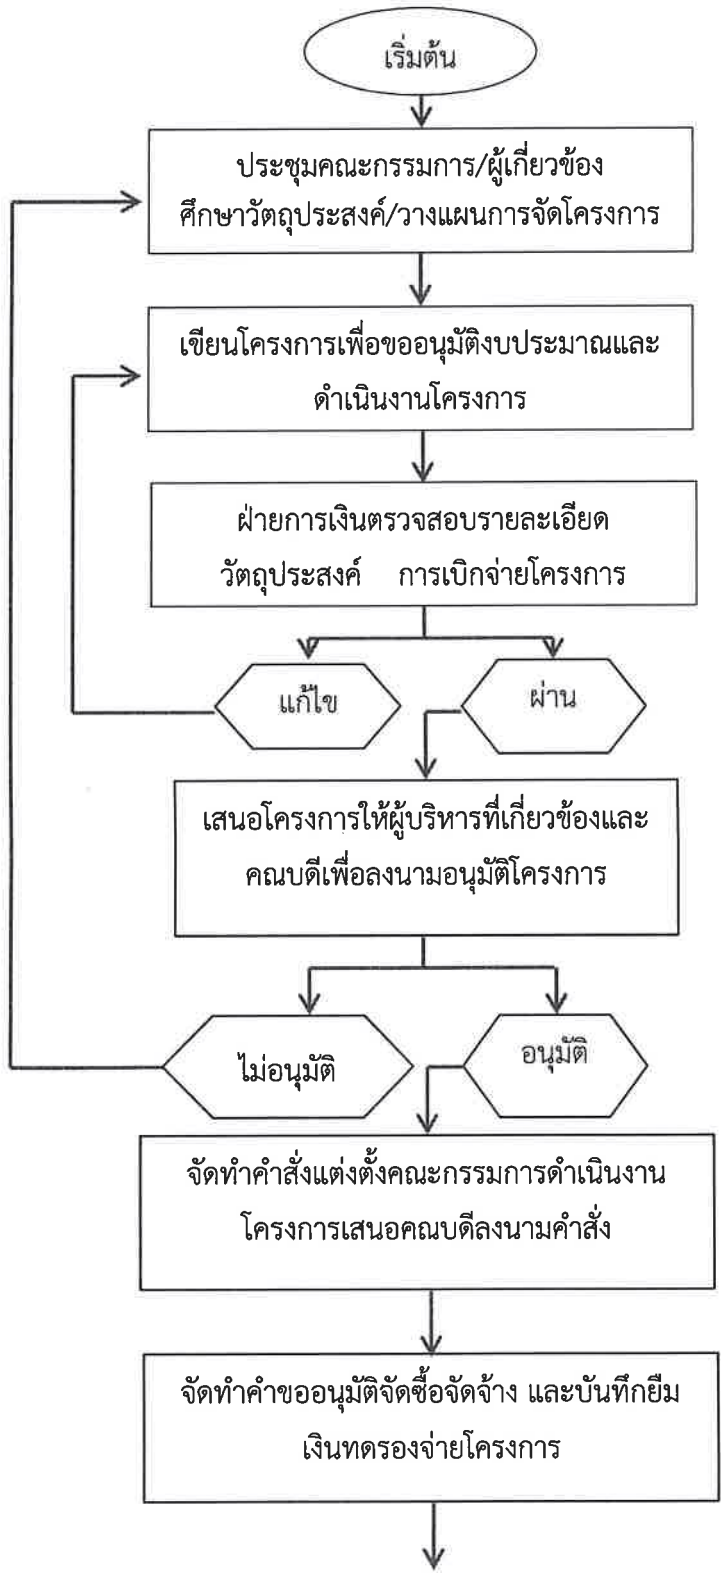 เริ่มต้น
ประชุมคณะกรรมการ/ผู้เกี่ยวข้อง
ศึกษาวัตถุประสงค์/วางแผนการจัดโครงการ
เขียนโครงการเพื่อขออนุมัติงบประมาณและ
ดำเนินงานโครงการ
ฝ่ายการเงินตรวจสอบรายละเอียด
วัตถุประสงค์ การเบิกจ่ายโครงการ
แก้ไข
ผ่าน
เสนอโครงการให้ผู้บริหารที่เกี่ยวข้องและ
คณบดีเพื่อลงนามอนุมัติโครงการ
ไม่อนุมัติ
อนุมัติ
จัดทำคำสั่งแต่งตั้งคณะกรรมการดำเนินงาน
โครงการเสนอคณบดีลงนามคำสั่ง
จัดทำคำขออนุมัติจัดซื้อจัดจ้าง และบันทึกยืม
เงินทดรองจ่ายโครงการ